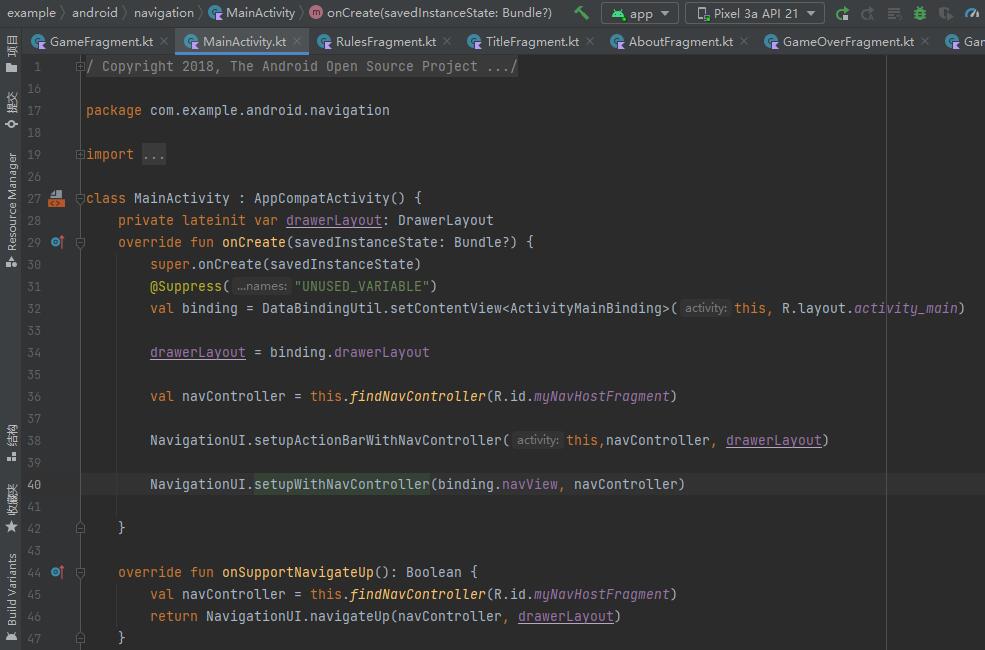 example android navigation MainActivity onCreate(savedInstanceState: Bundle?) app Pixel 3a API 21
GameFragment.kt MainActivity.kt RulesFragment.kt TitleFragment.kt AboutFragment.kt GameOverFragment.kt Gar
项目
提交
Resource Manager
结构
收藏夹
Build Variants
1 / Copyright 2018, The Android Open Source Project .../
16
17 package com.example.android.navigation
18
19 import ...
26
27 class MainActivity : AppCompatActivity() {
28 private lateinit var drawerLayout: DrawerLayout
29 override fun onCreate(savedInstanceState: Bundle?) {
30 super.onCreate(savedInstanceState)
31 @Suppress( ...names: "UNUSED_VARIABLE")
32 val binding = DataBindingUtil.setContentView<ActivityMainBinding>( activity: this, R.layout.activity_main)
33
34 drawerLayout = binding.drawerLayout
35
36 val navController = this.findNavController(R.id.myNavHostFragment)
37
38 NavigationUI.setupActionBarWithNavController( activity: this,navController, drawerLayout)
39
40 NavigationUI.setupWithNavController(binding.navView, navController)
41
42 }
43
44 override fun onSupportNavigateUp(): Boolean {
45 val navController = this.findNavController(R.id.myNavHostFragment)
46 return NavigationUI.navigateUp(navController, drawerLayout)
47 }